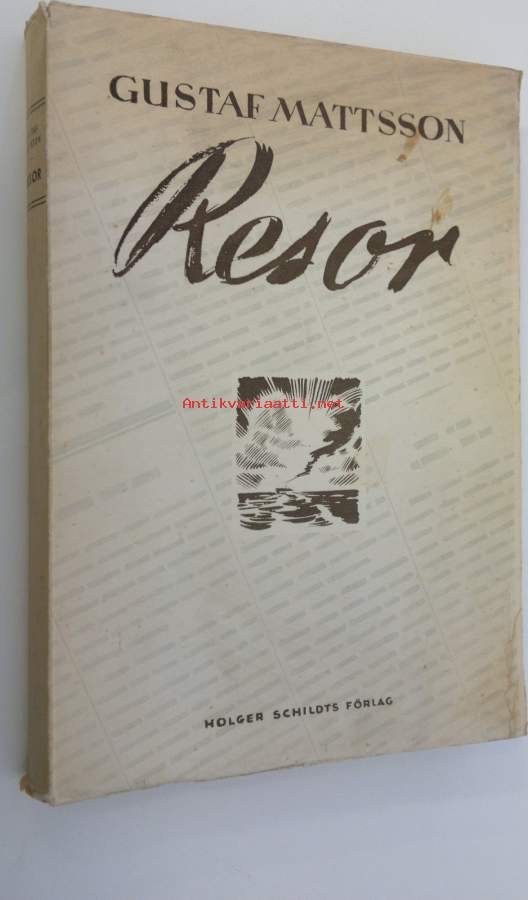 GUSTAF MATTSSON
Resor
Antikvariaatti.net
HOLGER SCHILDTS FÖRLAG